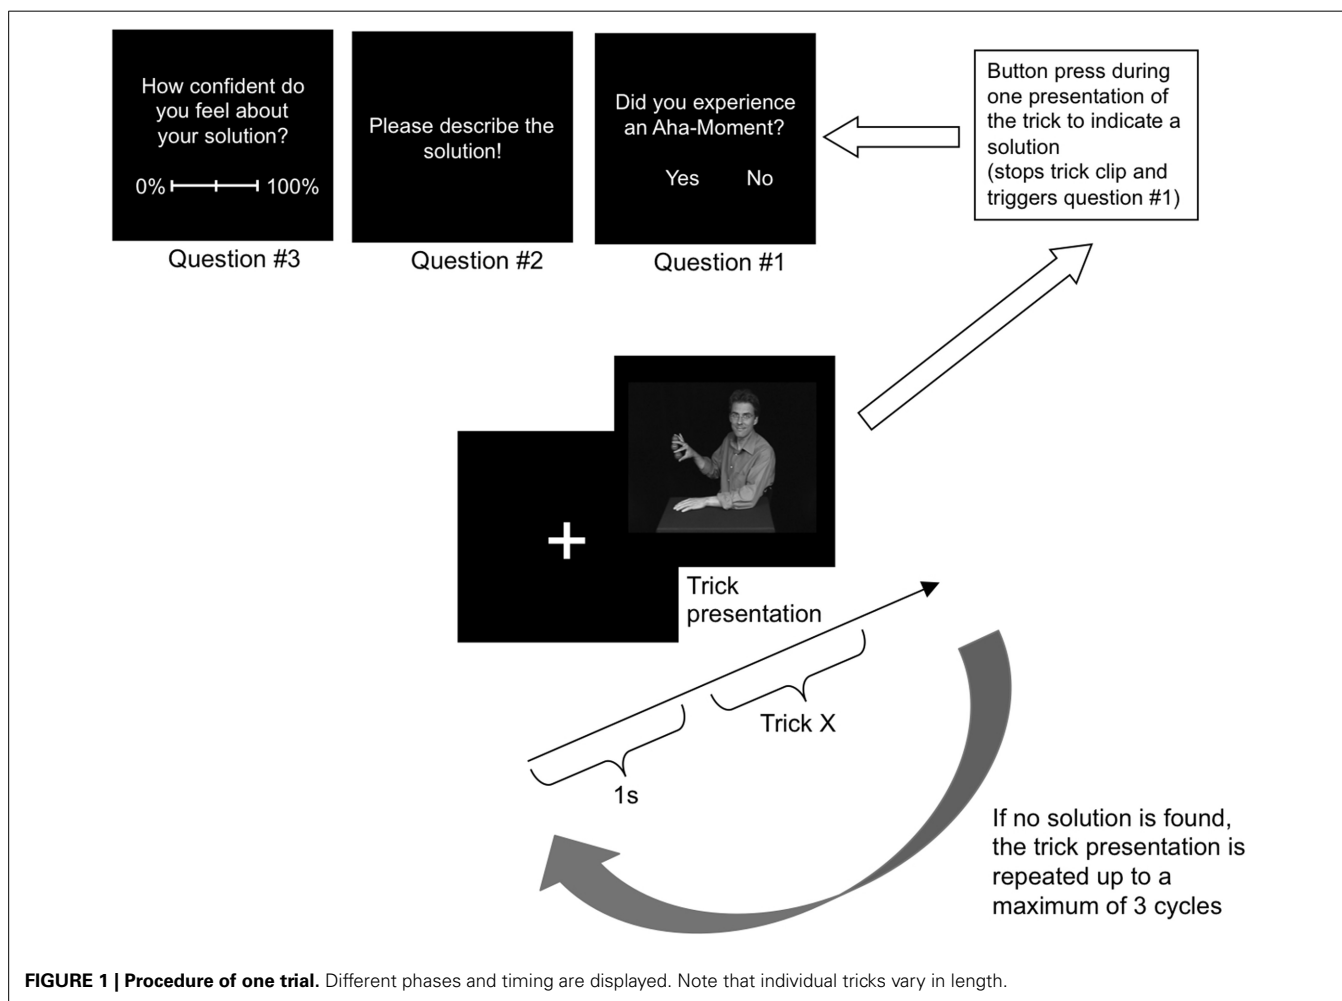 How confident do
you feel about
your solution?
0% 100%
Question #3
Please describe the
solution!
Question #2
Did you experience
an Aha-Moment?
Yes No
Question #1
Button press during
one presentation of
the trick to indicate a
solution
(stops trick clip and
triggers question #1)
Trick
presentation
Trick X
1s
If no solution is found,
the trick presentation is
repeated up to a
maximum of 3 cycles
FIGURE 1 | Procedure of one trial. Different phases and timing are displayed. Note that individual tricks vary in length.